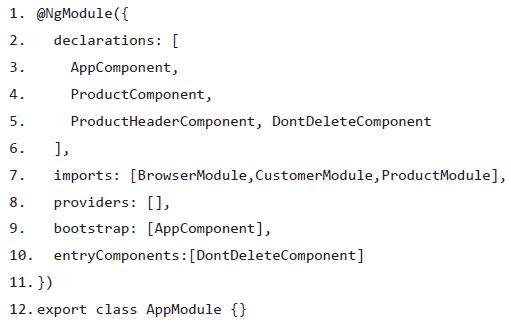 1. @NgModule({
2.   declarations: [
3.     AppComponent,
4.     ProductComponent,
5.     ProductHeaderComponent, DontDeleteComponent
6.   ],
7.   imports: [BrowserModule,CustomerModule,ProductModule],
8.   providers: [],
9.   bootstrap: [AppComponent],
10.  entryComponents:[DontDeleteComponent]
11. })
12. export class AppModule {}